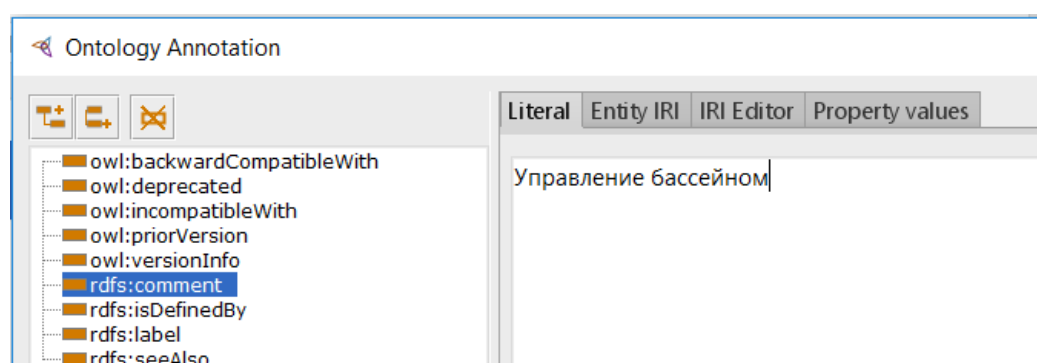 Ontology Annotation
Literal Entity IRI IRI Editor Property values
owl:backwardCompatibleWith
owl:deprecated
owl:incompatibleWith
owl:priorVersion
owl:versionInfo
rdfs:comment
rdfs:isDefinedBy
rdfs:label
rdfs:seeAlso
Управление бассейном